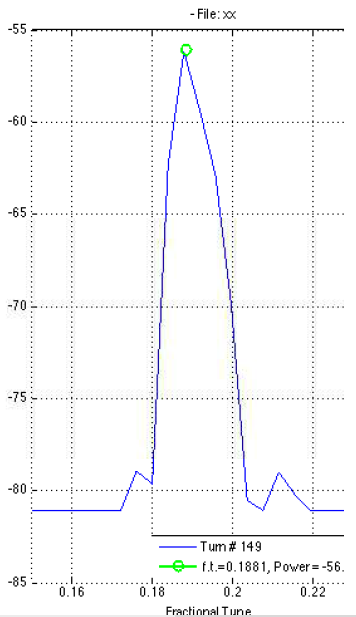 - File: xx
-55
-60
-65
-70
-75
-80
-85
Turn # 149
f.t.=0.1881, Power= -56.
0.16 0.18 0.2 0.22
Fractional Tune